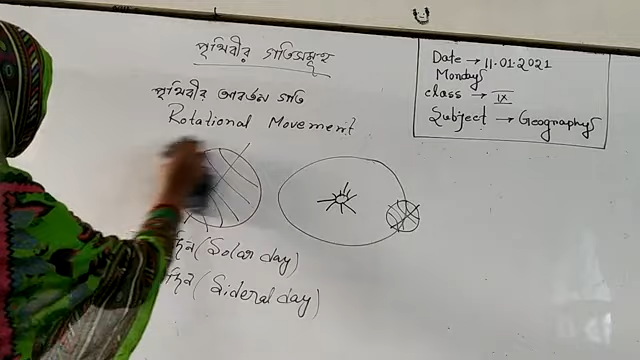 পৃথিবীর গতিসমূহ
পৃথিবীর আবর্তন গতি
Rotational Movement
দিন (Solar day)
দিন (Sideral day)
Date → 11.01.2021
Monday
class → IX
Subject → Geography